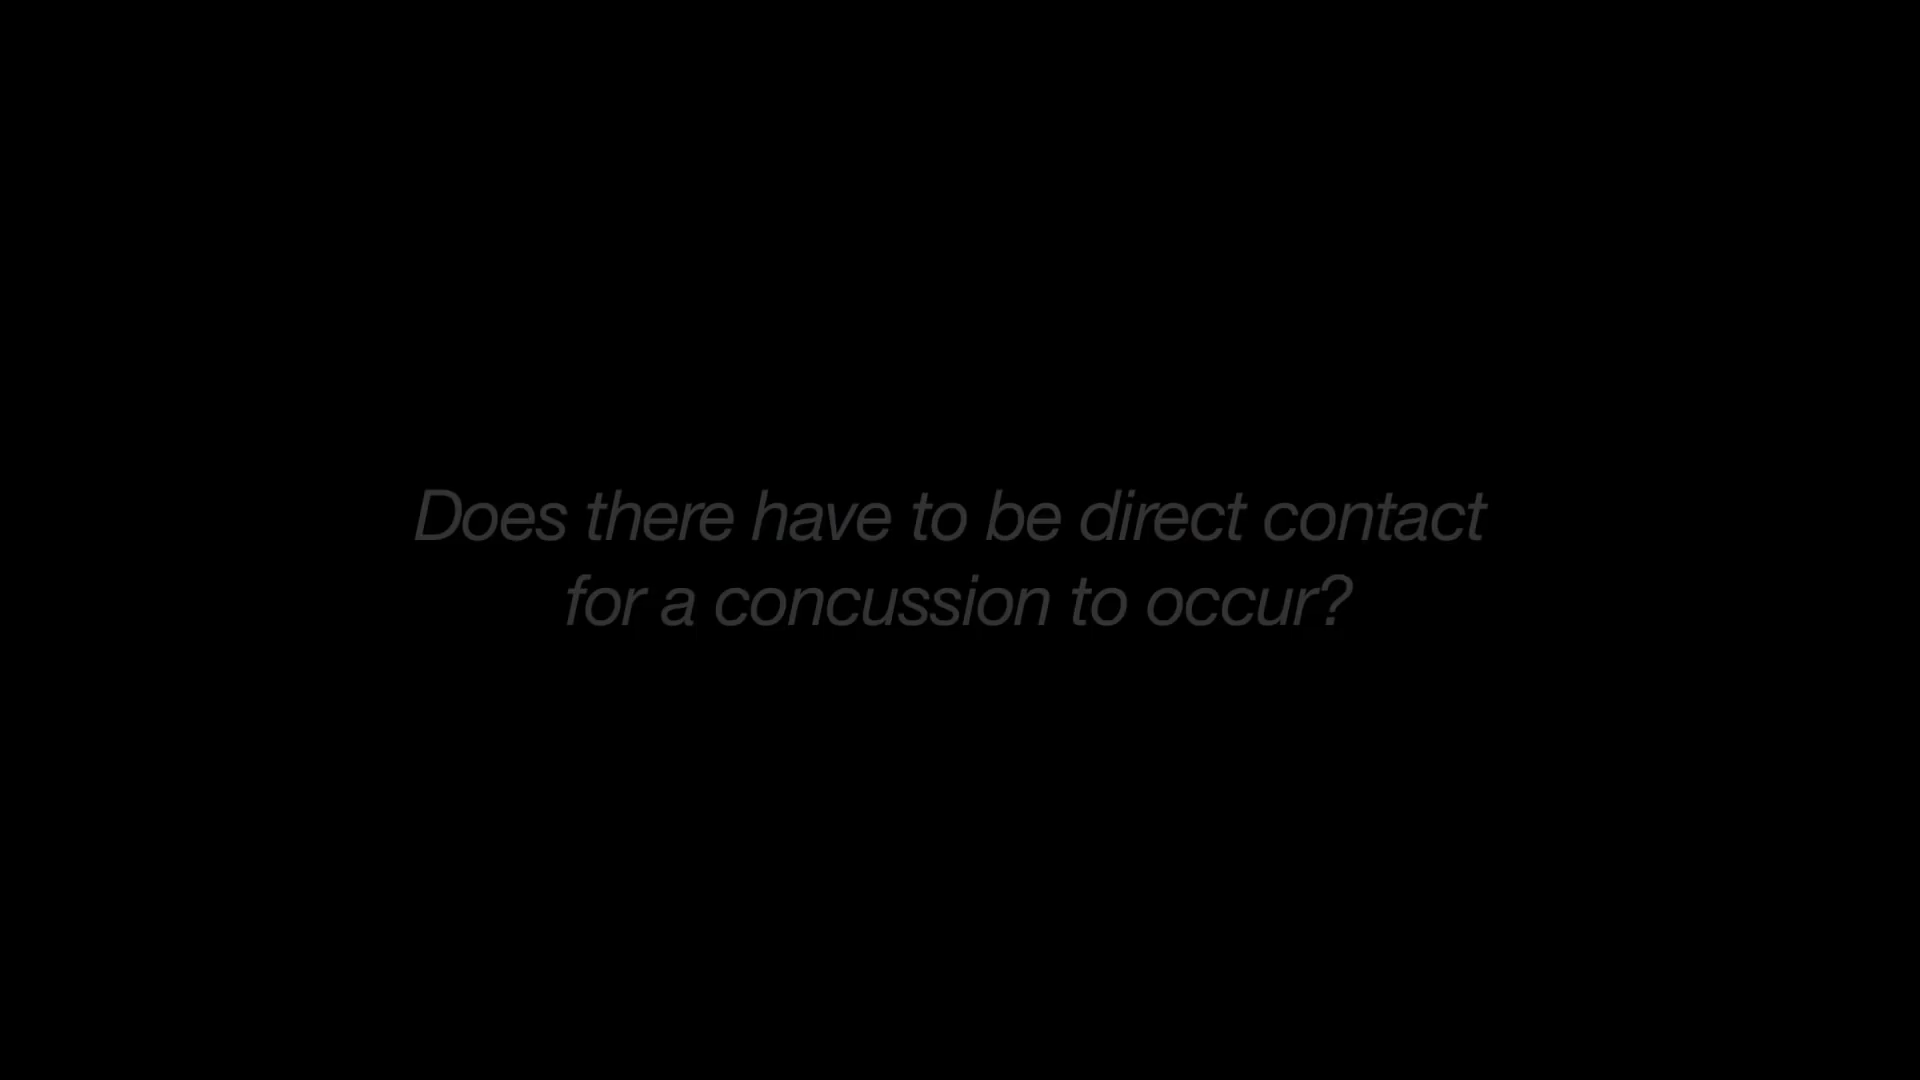 Does there have to be direct contact
for a concussion to occur?